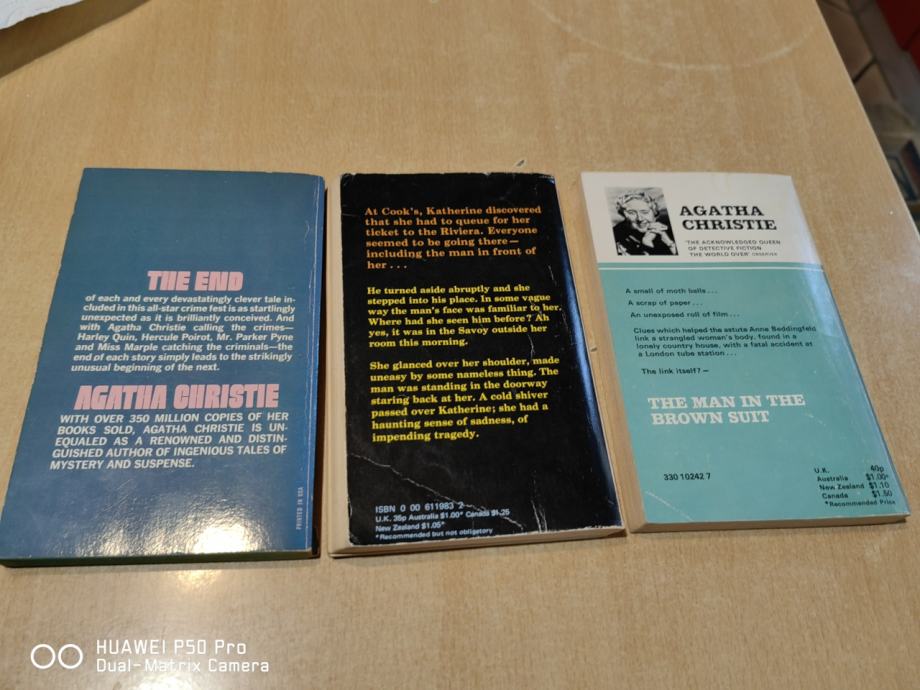 THE END
of each and every devastatingly clever tale in-
cluded in this all-star crime fest is as startlingly
unexpected as it is brilliantly conceived. And
with Agatha Christie calling the crimes—
Harley Quin, Hercule Poirot, Mr. Parker Pyne
and Miss Marple catching the criminals—the
end of each story simply leads to the strikingly
unusual beginning of the next.
AGATHA CHRISTIE
WITH OVER 350 MILLION COPIES OF HER
BOOKS SOLD, AGATHA CHRISTIE IS UN-
EQUALED AS A RENOWNED AND DISTIN-
GUISHED AUTHOR OF INGENIOUS TALES OF
MYSTERY AND SUSPENSE.
PRINTED IN USA
At Cook's, Katherine discovered
that she had to queue for her
ticket to the Riviera. Everyone
seemed to be going there—
including the man in front of
her . . .
He turned aside abruptly and she
stepped into his place. In some vague
way the man's face was familiar to her.
Where had she seen him before? Ah
yes, it was in the Savoy outside her
room this morning.
She glanced over her shoulder, made
uneasy by some nameless thing. The
man was standing in the doorway
staring back at her. A cold shiver
passed over Katherine; she had a
haunting sense of sadness, of
impending tragedy.
ISBN 0 00 611983 2
U.K. 35p Australia $1.00* Canada $1.25
New Zealand $1.05*
*Recommended but not obligatory
AGATHA
CHRISTIE
'THE ACKNOWLEDGED QUEEN
OF DETECTIVE FICTION
THE WORLD OVER' OBSERVER
A smell of moth balls . . .
A scrap of paper . . .
An unexposed roll of film . . .
Clues which helped the astute Anne Beddingfeld
link a strangled woman's body, found in a
lonely country house, with a fatal accident at
a London tube station . . .
The link itself? —
THE MAN IN THE
BROWN SUIT
330 10242 7
U.K. 40p
Australia $1.00*
New Zealand $1.10
Canada $1.50
*Recommended Price
HUAWEI P50 Pro
Dual-Matrix Camera